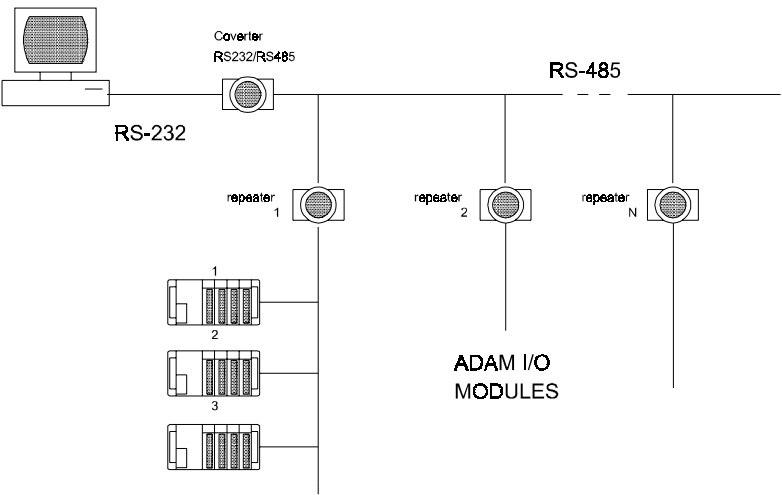 Coverter
RS232/RS485
RS-485
RS-232
repeater
1
repeater
2
repeater
N
1
2
3
ADAM I/O
MODULES